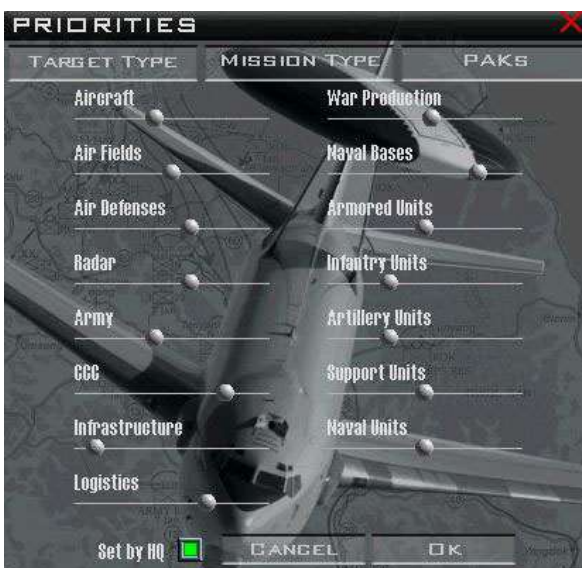 PRIORITIES
TARGET TYPE
MISSION TYPE
PAKS
Aircraft
Air Fields
Air Defenses
Radar
Army
CCC
Infrastructure
Logistics
War Production
Naval Bases
Armored Units
Infantry Units
Artillery Units
Support Units
Naval Units
Set by HQ
CANCEL
OK